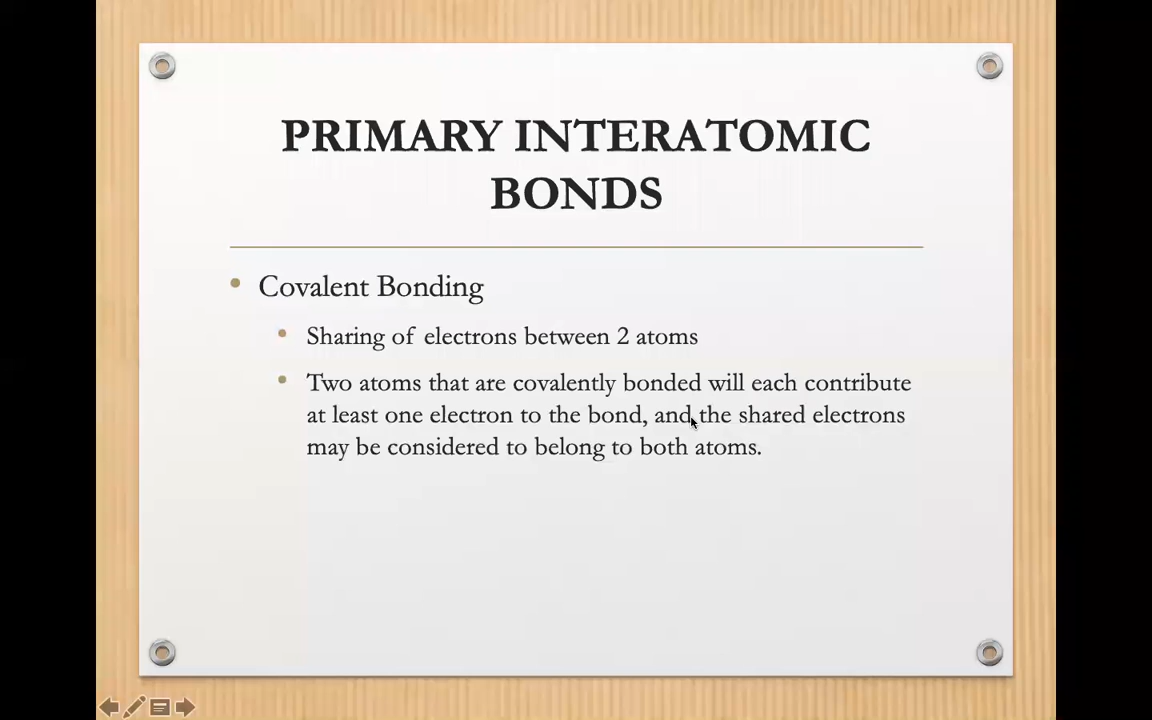 PRIMARY INTERATOMIC
BONDS
• Covalent Bonding
• Sharing of electrons between 2 atoms
• Two atoms that are covalently bonded will each contribute
at least one electron to the bond, and the shared electrons
may be considered to belong to both atoms.